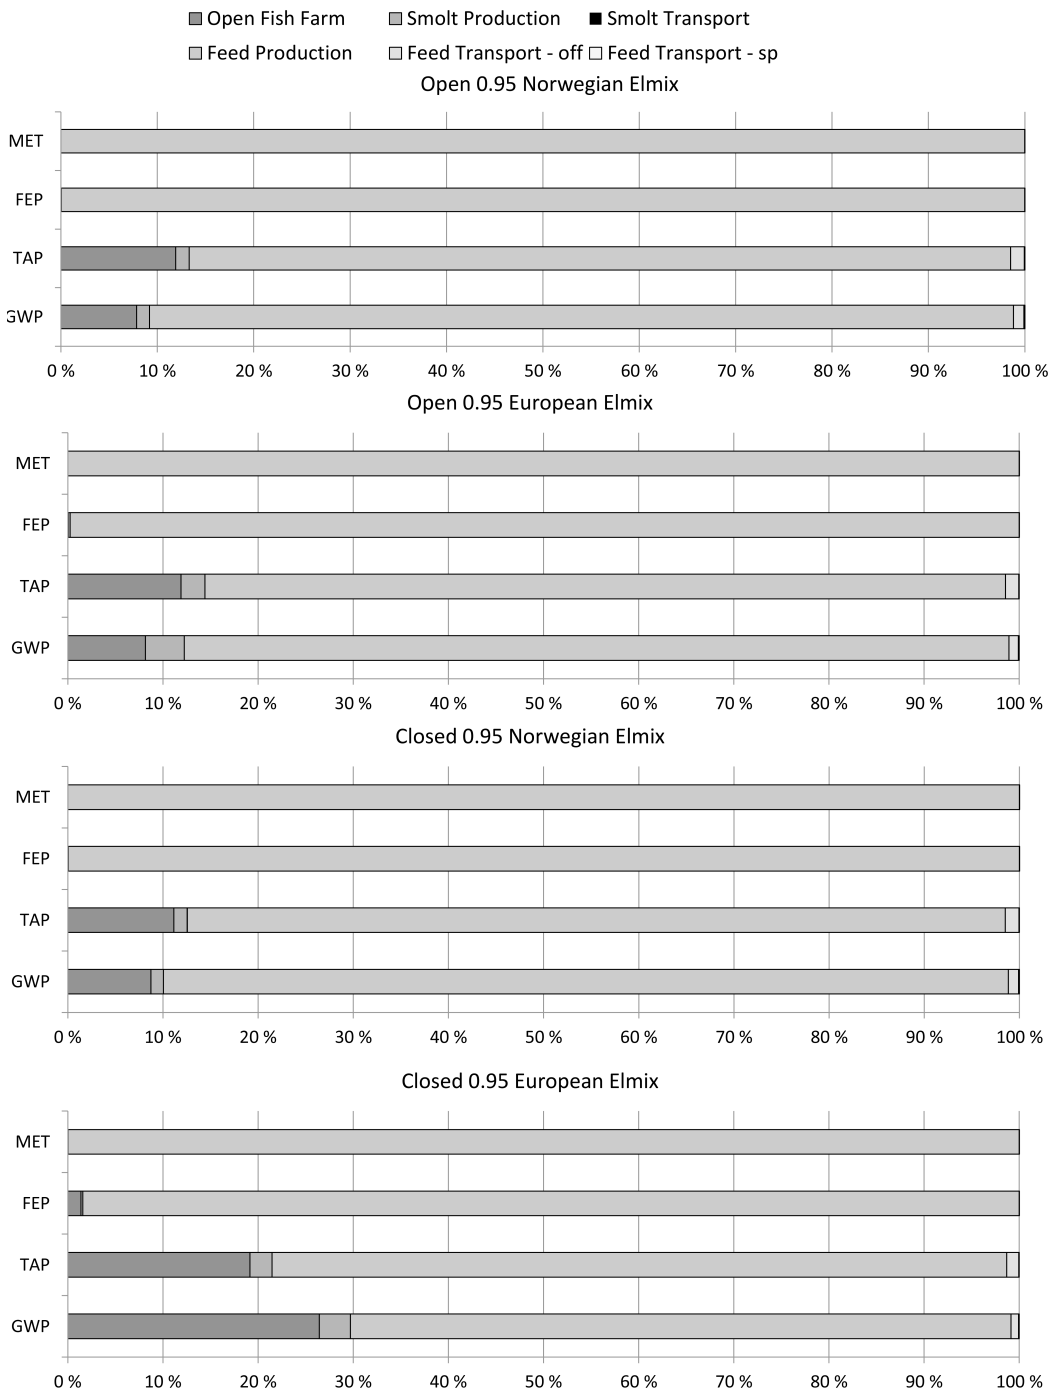 Open Fish Farm Smolt Production Smolt Transport
Feed Production Feed Transport - off Feed Transport - sp
Open 0.95 Norwegian Elmix
MET
FEP
TAP
GWP
0 % 10 % 20 % 30 % 40 % 50 % 60 % 70 % 80 % 90 % 100 %
Open 0.95 European Elmix
MET
FEP
TAP
GWP
0 % 10 % 20 % 30 % 40 % 50 % 60 % 70 % 80 % 90 % 100 %
Closed 0.95 Norwegian Elmix
MET
FEP
TAP
GWP
0 % 10 % 20 % 30 % 40 % 50 % 60 % 70 % 80 % 90 % 100 %
Closed 0.95 European Elmix
MET
FEP
TAP
GWP
0 % 10 % 20 % 30 % 40 % 50 % 60 % 70 % 80 % 90 % 100 %